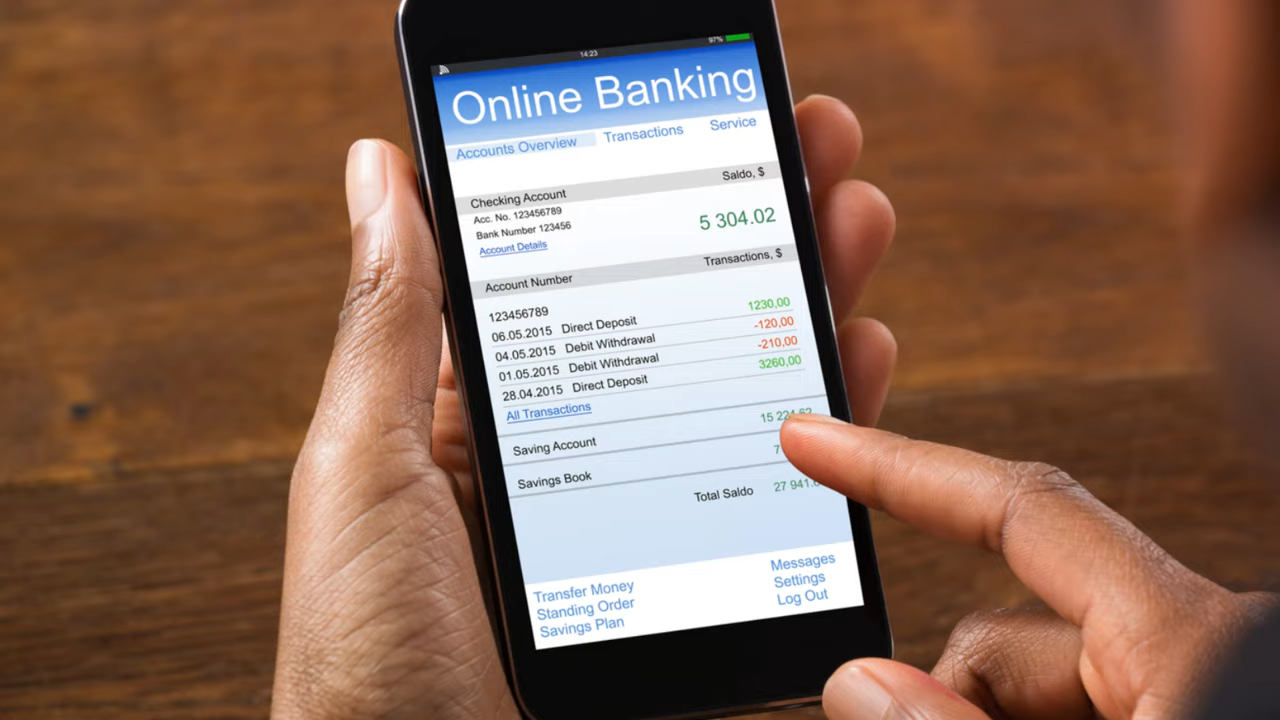 14:23 97%
Online Banking
Accounts Overview Transactions Service
Checking Account Saldo, $
Acc. No. 123456789
Bank Number 123456
5 304.02
Account Details
Account Number Transactions, $
123456789
06.05.2015 Direct Deposit 1230,00
04.05.2015 Debit Withdrawal -120,00
01.05.2015 Debit Withdrawal -210,00
28.04.2015 Direct Deposit 3260,00
All Transactions
Saving Account 15
Savings Book
Total Saldo 27
Transfer Money Messages
Standing Order Settings
Savings Plan Log Out